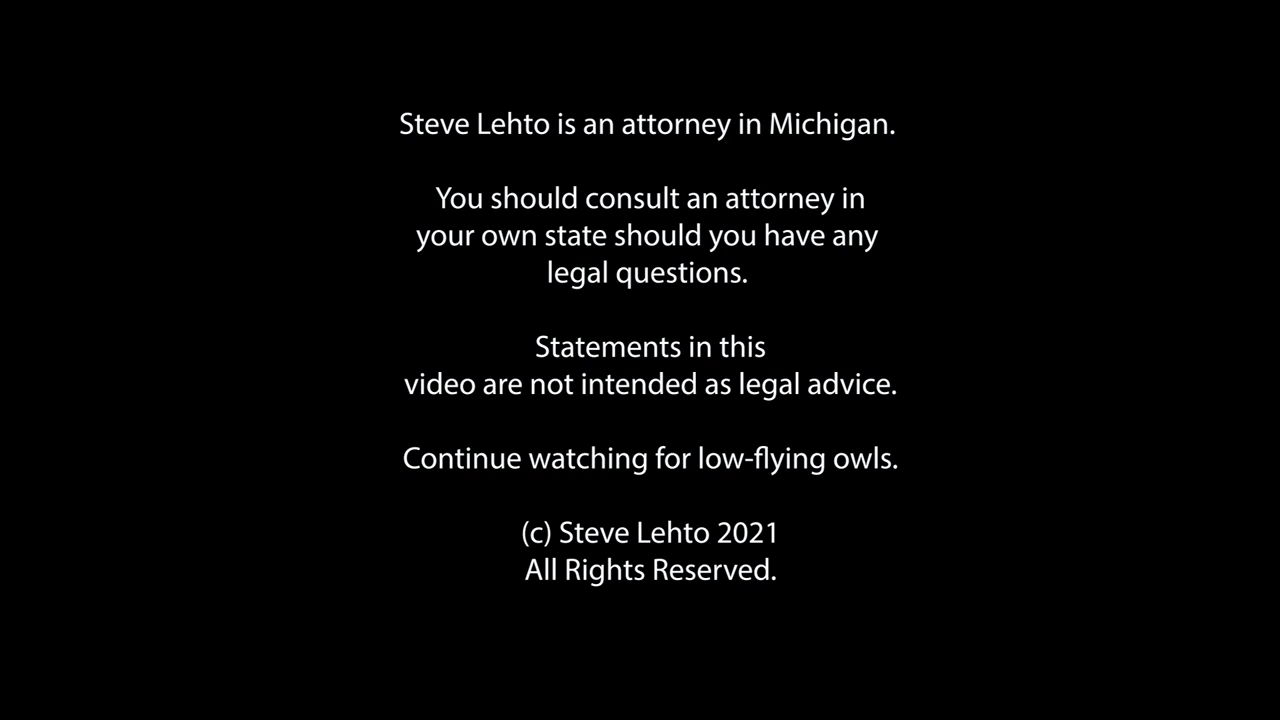 Steve Lehto is an attorney in Michigan.
You should consult an attorney in
your own state should you have any
legal questions.
Statements in this
video are not intended as legal advice.
Continue watching for low-flying owls.
(c) Steve Lehto 2021
All Rights Reserved.